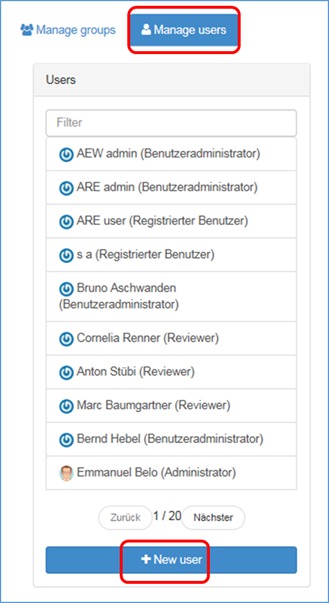 Manage groups
Manage users
Users
Filter
AEW admin (Benutzeradministrator)
ARE admin (Benutzeradministrator)
ARE user (Registrierter Benutzer)
s a (Registrierter Benutzer)
Bruno Aschwanden
(Benutzeradministrator)
Cornelia Renner (Reviewer)
Anton Stübi (Reviewer)
Marc Baumgartner (Reviewer)
Bernd Hebel (Benutzeradministrator)
Emmanuel Belo (Administrator)
Zurück 1 / 20 Nächster
+ New user